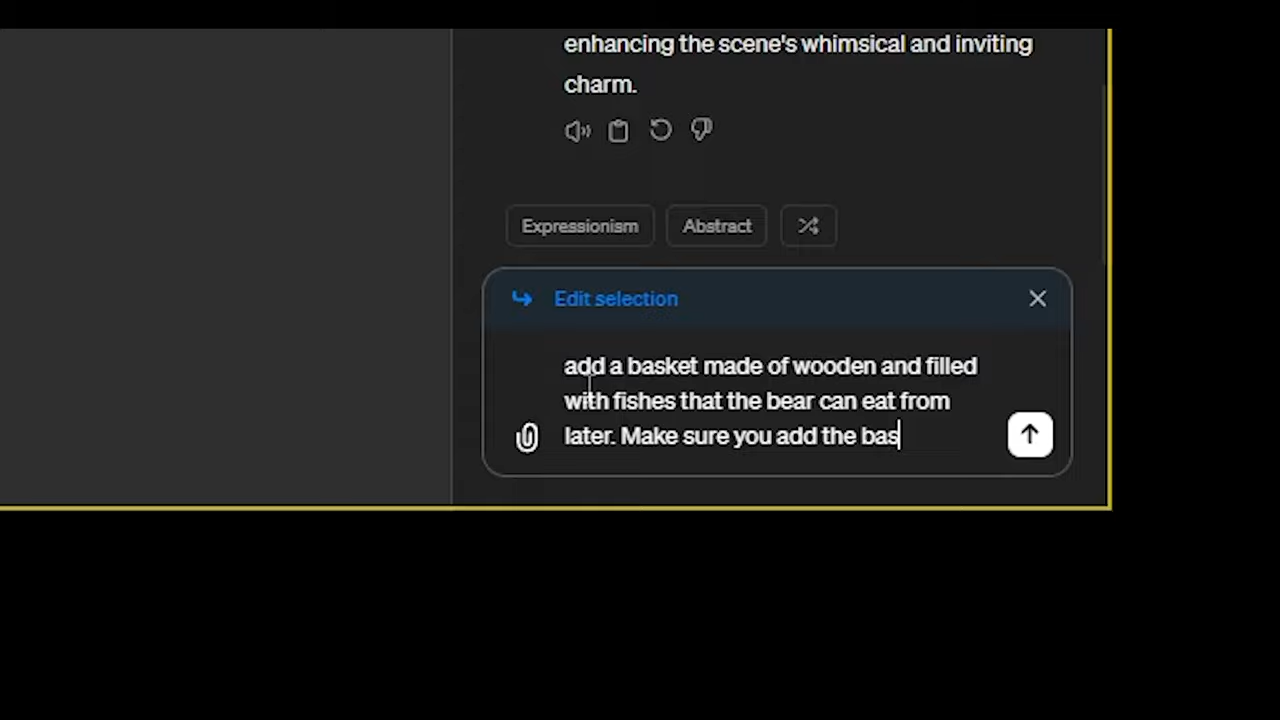 enhancing the scene's whimsical and inviting
charm.
Expressionism Abstract
Edit selection
add a basket made of wooden and filled
with fishes that the bear can eat from
later. Make sure you add the bas